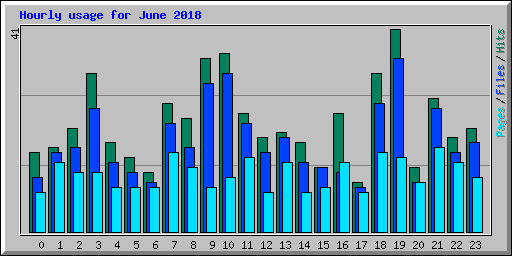 Hourly usage for June 2018
41
Pages/Files/Hits
0 1 2 3 4 5 6 7 8 9 10 11 12 13 14 15 16 17 18 19 20 21 22 23